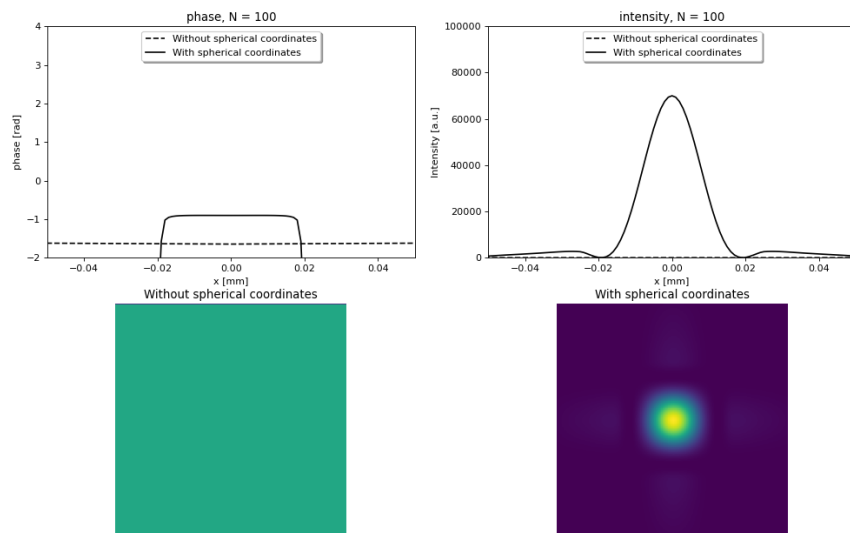 phase, N = 100
4
3
2
1
0
−1
−2
phase [rad]
Without spherical coordinates
With spherical coordinates
−0.04 −0.02 0.00 0.02 0.04
x [mm]
intensity, N = 100
100000
80000
60000
40000
20000
0
Intensity [a.u.]
Without spherical coordinates
With spherical coordinates
−0.04 −0.02 0.00 0.02 0.04
x [mm]
Without spherical coordinates
With spherical coordinates